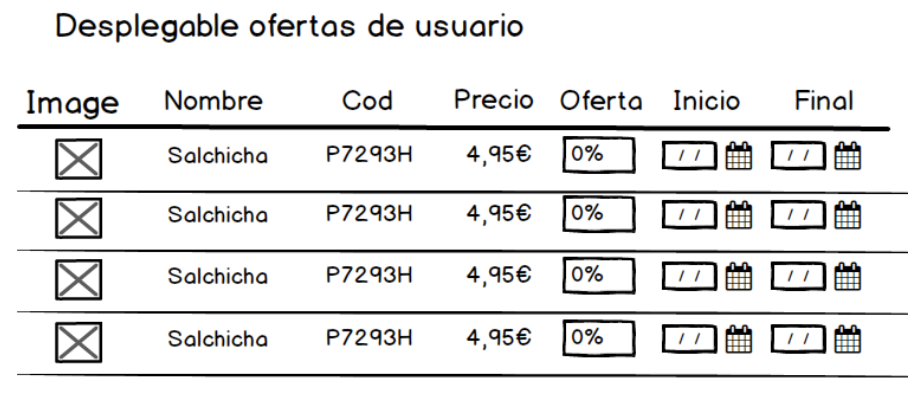 Desplegable ofertas de usuario
Image Nombre Cod Precio Oferta Inicio Final
Salchicha P7293H 4,95€ 0% / / / /
Salchicha P7293H 4,95€ 0% / / / /
Salchicha P7293H 4,95€ 0% / / / /
Salchicha P7293H 4,95€ 0% / / / /